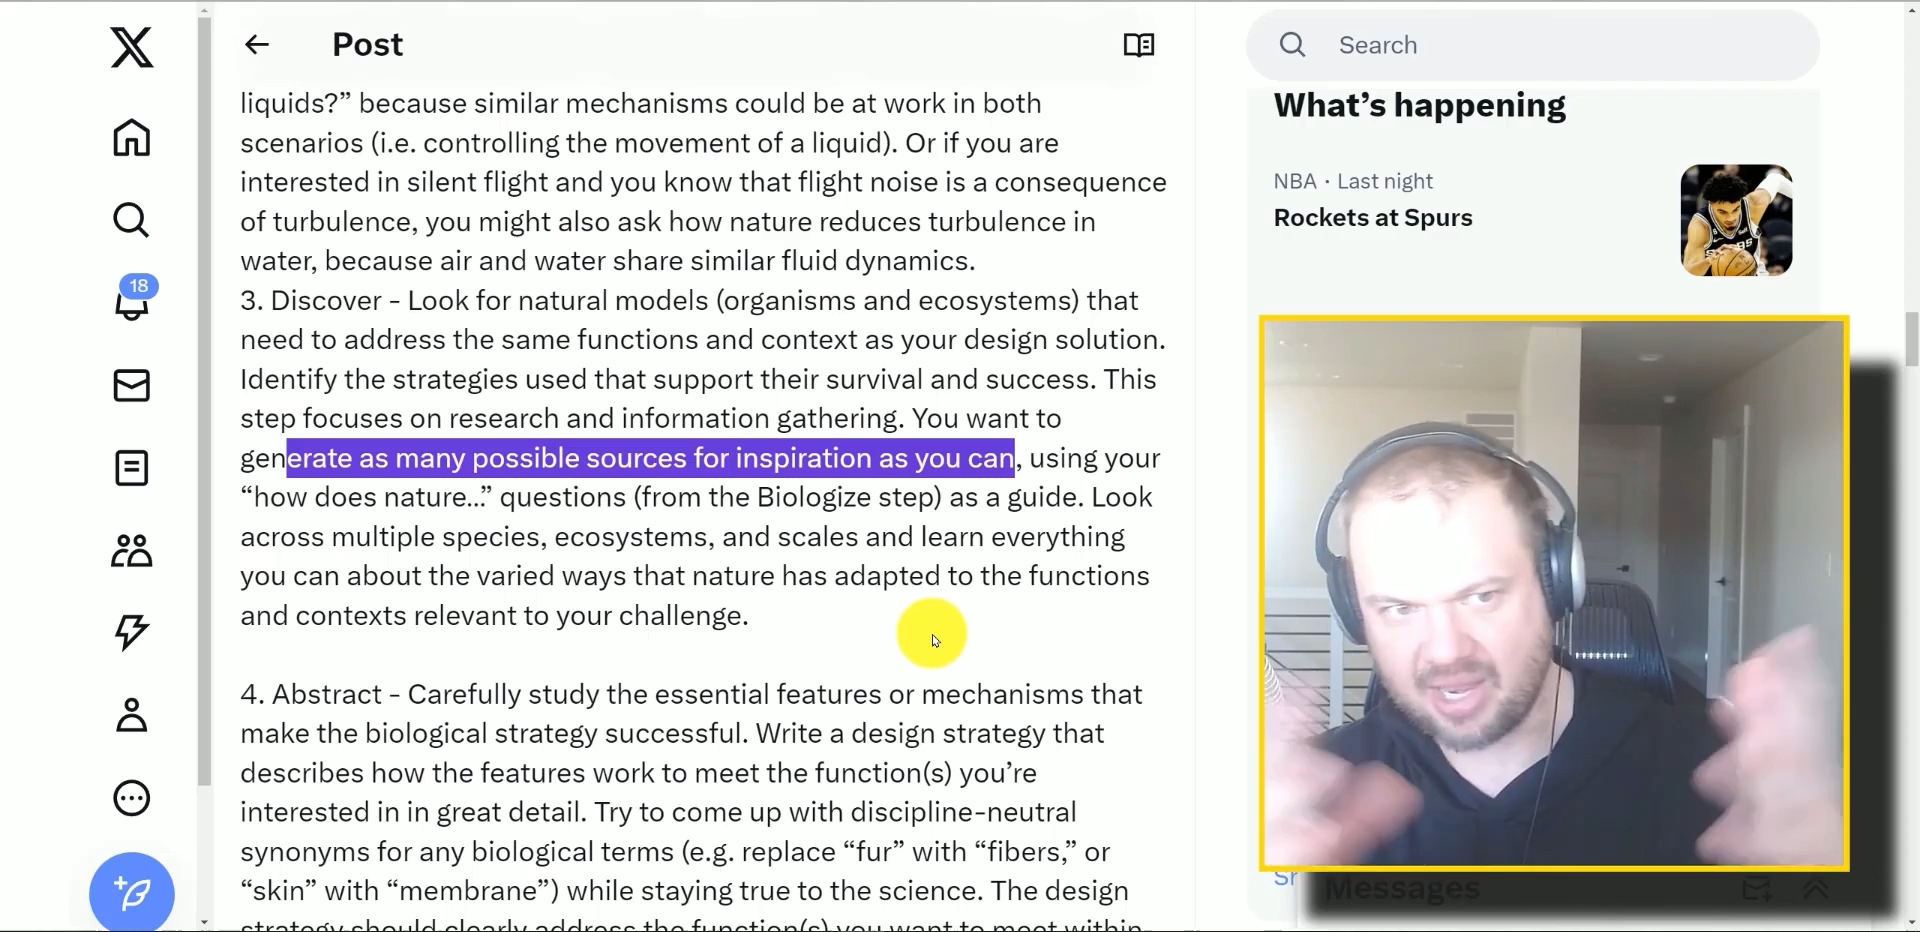 Post
Search
liquids?” because similar mechanisms could be at work in both
scenarios (i.e. controlling the movement of a liquid). Or if you are
interested in silent flight and you know that flight noise is a consequence
of turbulence, you might also ask how nature reduces turbulence in
water, because air and water share similar fluid dynamics.
3. Discover - Look for natural models (organisms and ecosystems) that
need to address the same functions and context as your design solution.
Identify the strategies used that support their survival and success. This
step focuses on research and information gathering. You want to
generate as many possible sources for inspiration as you can, using your
“how does nature...” questions (from the Biologize step) as a guide. Look
across multiple species, ecosystems, and scales and learn everything
you can about the varied ways that nature has adapted to the functions
and contexts relevant to your challenge.
4. Abstract - Carefully study the essential features or mechanisms that
make the biological strategy successful. Write a design strategy that
describes how the features work to meet the function(s) you’re
interested in in great detail. Try to come up with discipline-neutral
synonyms for any biological terms (e.g. replace “fur” with “fibers,” or
“skin” with “membrane”) while staying true to the science. The design
strategy should clearly address the function(s) you want to meet within
18
What’s happening
NBA · Last night
Rockets at Spurs
Messages